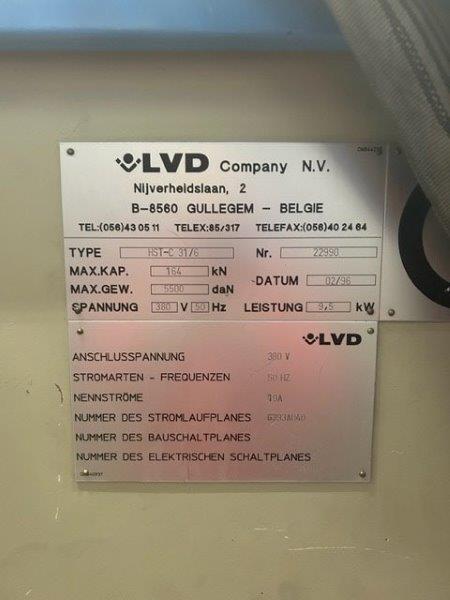 LVD Company N.V.
Nijverheidslaan, 2
B-8560 GULLEGEM - BELGIE
TEL:(056)43 05 11 TELEX:85/317 TELEFAX:(056)40 24 64
TYPE HST-C 31/6 Nr. 22990
MAX.KAP. 164 kN
MAX.GEW. 5500 daN DATUM 02/96
SPANNUNG 380 V 50 Hz LEISTUNG 9,5 kW
LVD
ANSCHLUSSPANNUNG 380 V
STROMARTEN - FREQUENZEN 50 HZ
NENNSTRÖME 19A
NUMMER DES STROMLAUFPLANES
NUMMER DES BAUSCHALTPLANES
NUMMER DES ELEKTRISCHEN SCHALTPLANES